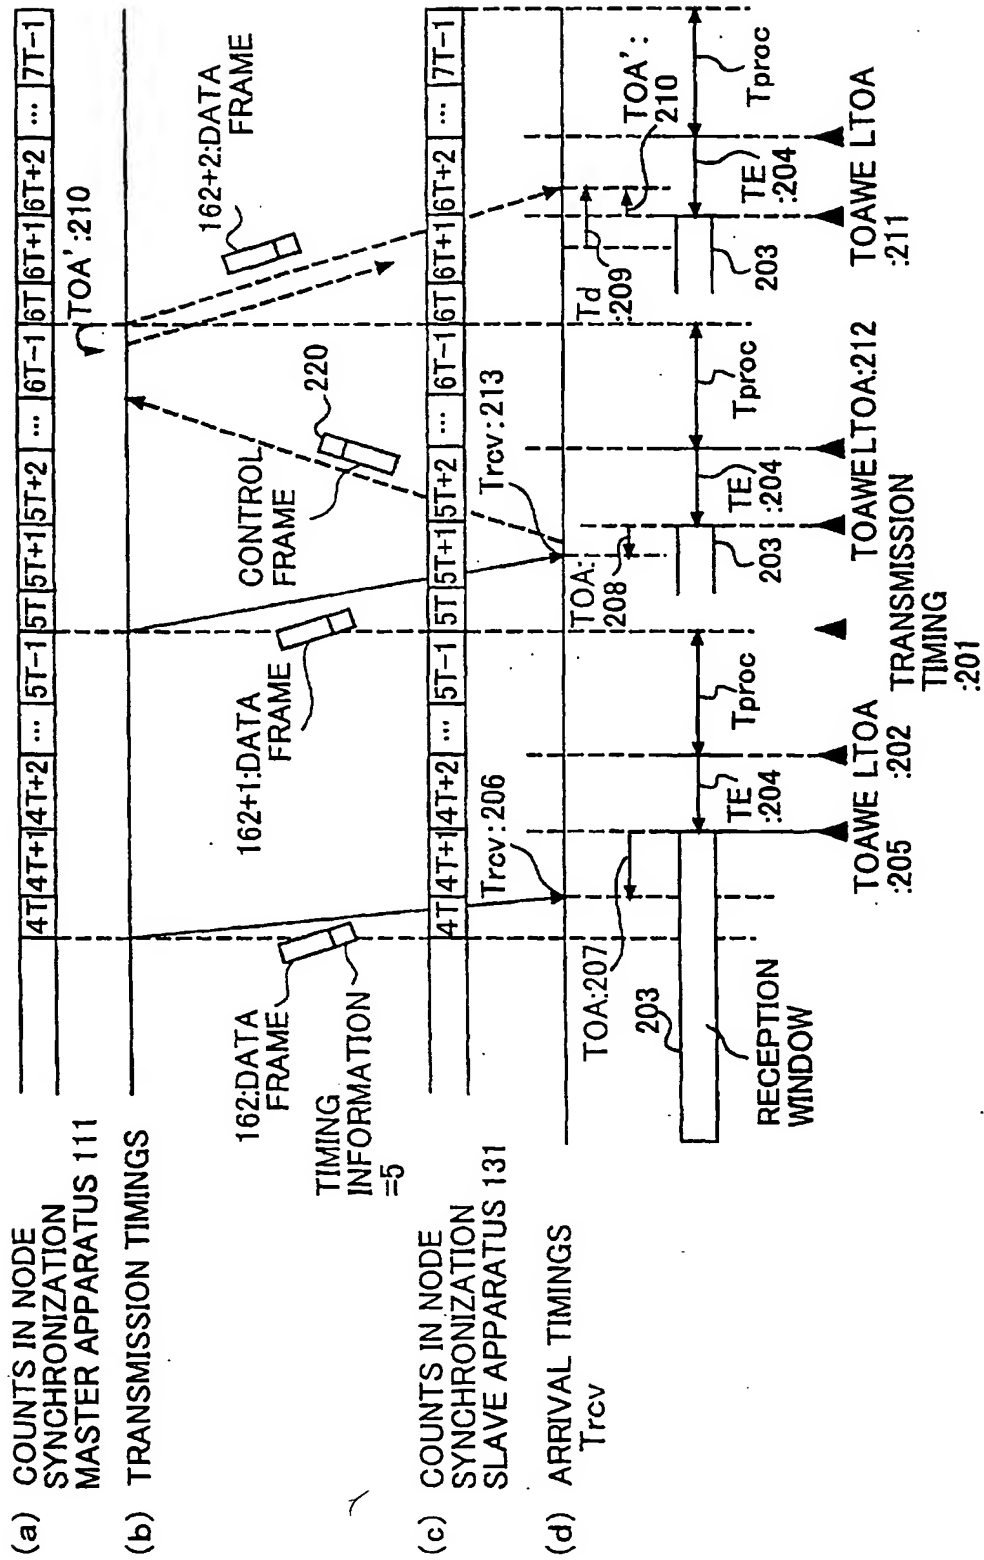 (a) COUNTS IN NODE
SYNCHRONIZATION
MASTER APPARATUS 111
4T 4T+1 4T+2 ... 5T-1 5T 5T+1 5T+2 ... 6T-1 6T 6T+1 6T+2 ... 7T-1
TOA':210
(b) TRANSMISSION TIMINGS
162:DATA
FRAME
TIMING
INFORMATION
=5
162+1:DATA
FRAME
CONTROL
FRAME
220
162+2:DATA
FRAME
(c) COUNTS IN NODE
SYNCHRONIZATION
SLAVE APPARATUS 131
4T 4T+1 4T+2 ... 5T-1 5T 5T+1 5T+2 ... 6T-1 6T 6T+1 6T+2 ... 7T-1
Trcv:206
Trcv:213
(d) ARRIVAL TIMINGS
Trcv
TOA:207
TOA:
208
Td
:209
TOA':
210
203
RECEPTION
WINDOW
TE
:204
Tproc
203
TE
:204
Tproc
203
TE
:204
Tproc
TOAWE
:205
LTOA
:202
TRANSMISSION
TIMING
:201
TOAWE
LTOA:212
TOAWE
:211
LTOA